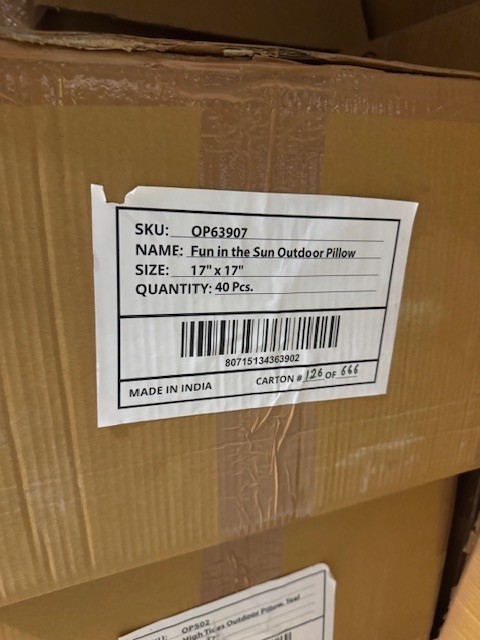 SKU: OP63907
NAME: Fun in the Sun Outdoor Pillow
SIZE: 17" x 17"
QUANTITY: 40 Pcs.
80715134363902
MADE IN INDIA
CARTON # 126 OF 666
OPS02
High Tides Outdoor Pillow, Teal